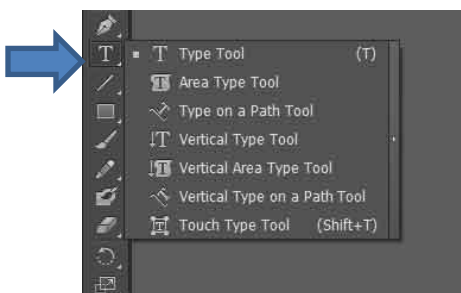 Type Tool (T)
Area Type Tool
Type on a Path Tool
Vertical Type Tool
Vertical Area Type Tool
Vertical Type on a Path Tool
Touch Type Tool (Shift+T)